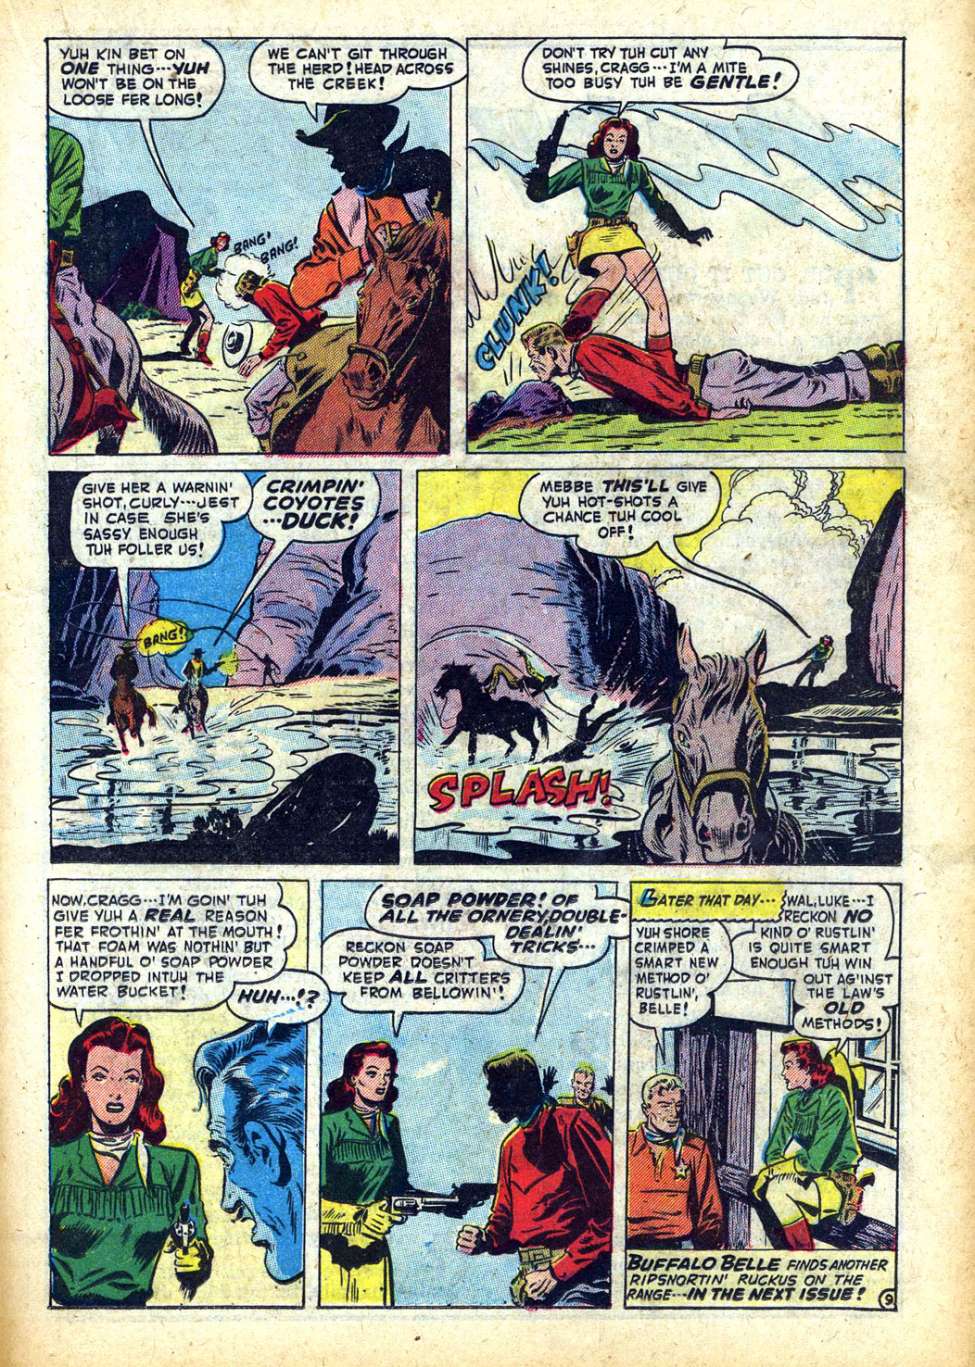 YUH KIN BET ON
ONE THING---YUH
WON'T BE ON THE
LOOSE FER LONG!
WE CAN'T GIT THROUGH
THE HERD! HEAD ACROSS
THE CREEK!
BANG!
BANG!
DON'T TRY TUH CUT ANY
SHINES, CRAGG---I'M A MITE
TOO BUSY TUH BE GENTLE!
CLUNK!
GIVE HER A WARNIN'
SHOT, CURLY---JEST
IN CASE SHE'S
SASSY ENOUGH
TUH FOLLER US!
CRIMPIN'
COYOTES
---DUCK!
BANG!
MEBBE THIS'LL GIVE
YUH HOT-SHOTS A
CHANCE TUH COOL
OFF!
SPLASH!
NOW, CRAGG---I'M GOIN' TUH
GIVE YUH A REAL REASON
FER FROTHIN' AT THE MOUTH!
THAT FOAM WAS NOTHIN' BUT
A HANDFUL O' SOAP POWDER
I DROPPED INTUH THE
WATER BUCKET!
HUH---!?
RECKON SOAP
POWDER DOESN'T
KEEP ALL CRITTERS
FROM BELLOWIN'!
SOAP POWDER! OF
ALL THE ORNERY, DOUBLE-
DEALIN'
TRICKS---
LATER THAT DAY---
YUH SHORE
CRIMPED A
SMART NEW
METHOD O'
RUSTLIN',
BELLE!
WAL, LUKE---I
RECKON NO
KIND O' RUSTLIN'
IS QUITE SMART
ENOUGH TUH WIN
OUT AG'INST
THE LAW'S
OLD
METHODS!
BUFFALO BELLE FINDS ANOTHER
RIPSNORTIN' RUCKUS ON THE
RANGE---IN THE NEXT ISSUE!
9